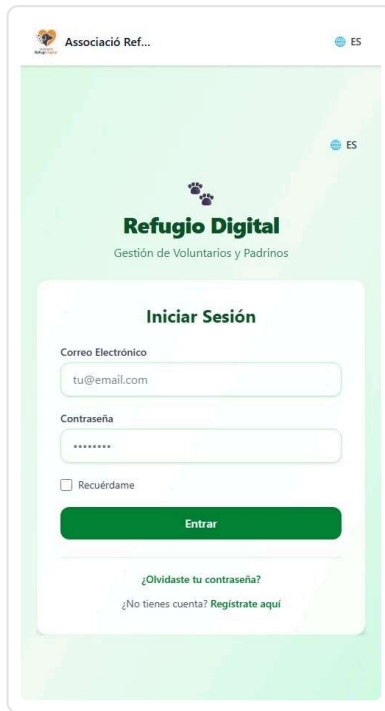 Associació Ref...
ES
ES
Refugio Digital
Gestión de Voluntarios y Padrinos
Iniciar Sesión
Correo Electrónico
tu@email.com
Contraseña
••••••••
Recuérdame
Entrar
¿Olvidaste tu contraseña?
¿No tienes cuenta? Regístrate aquí